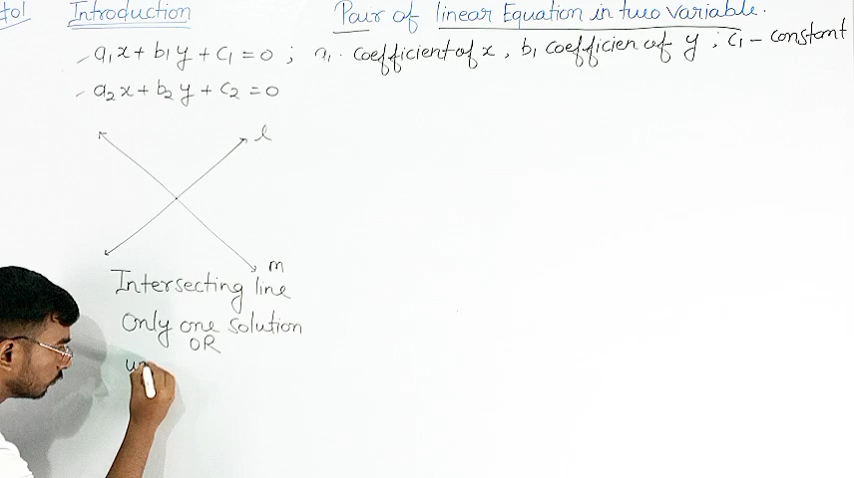 tol Introduction Pair of linear Equation in two variable.
a₁x + b₁y + c₁ = 0 ; a₁ . coefficient of x , b₁ coefficien of y ; c₁ – constant
a₂x + b₂y + c₂ = 0
l
m
Intersecting line
Only one solution
OR